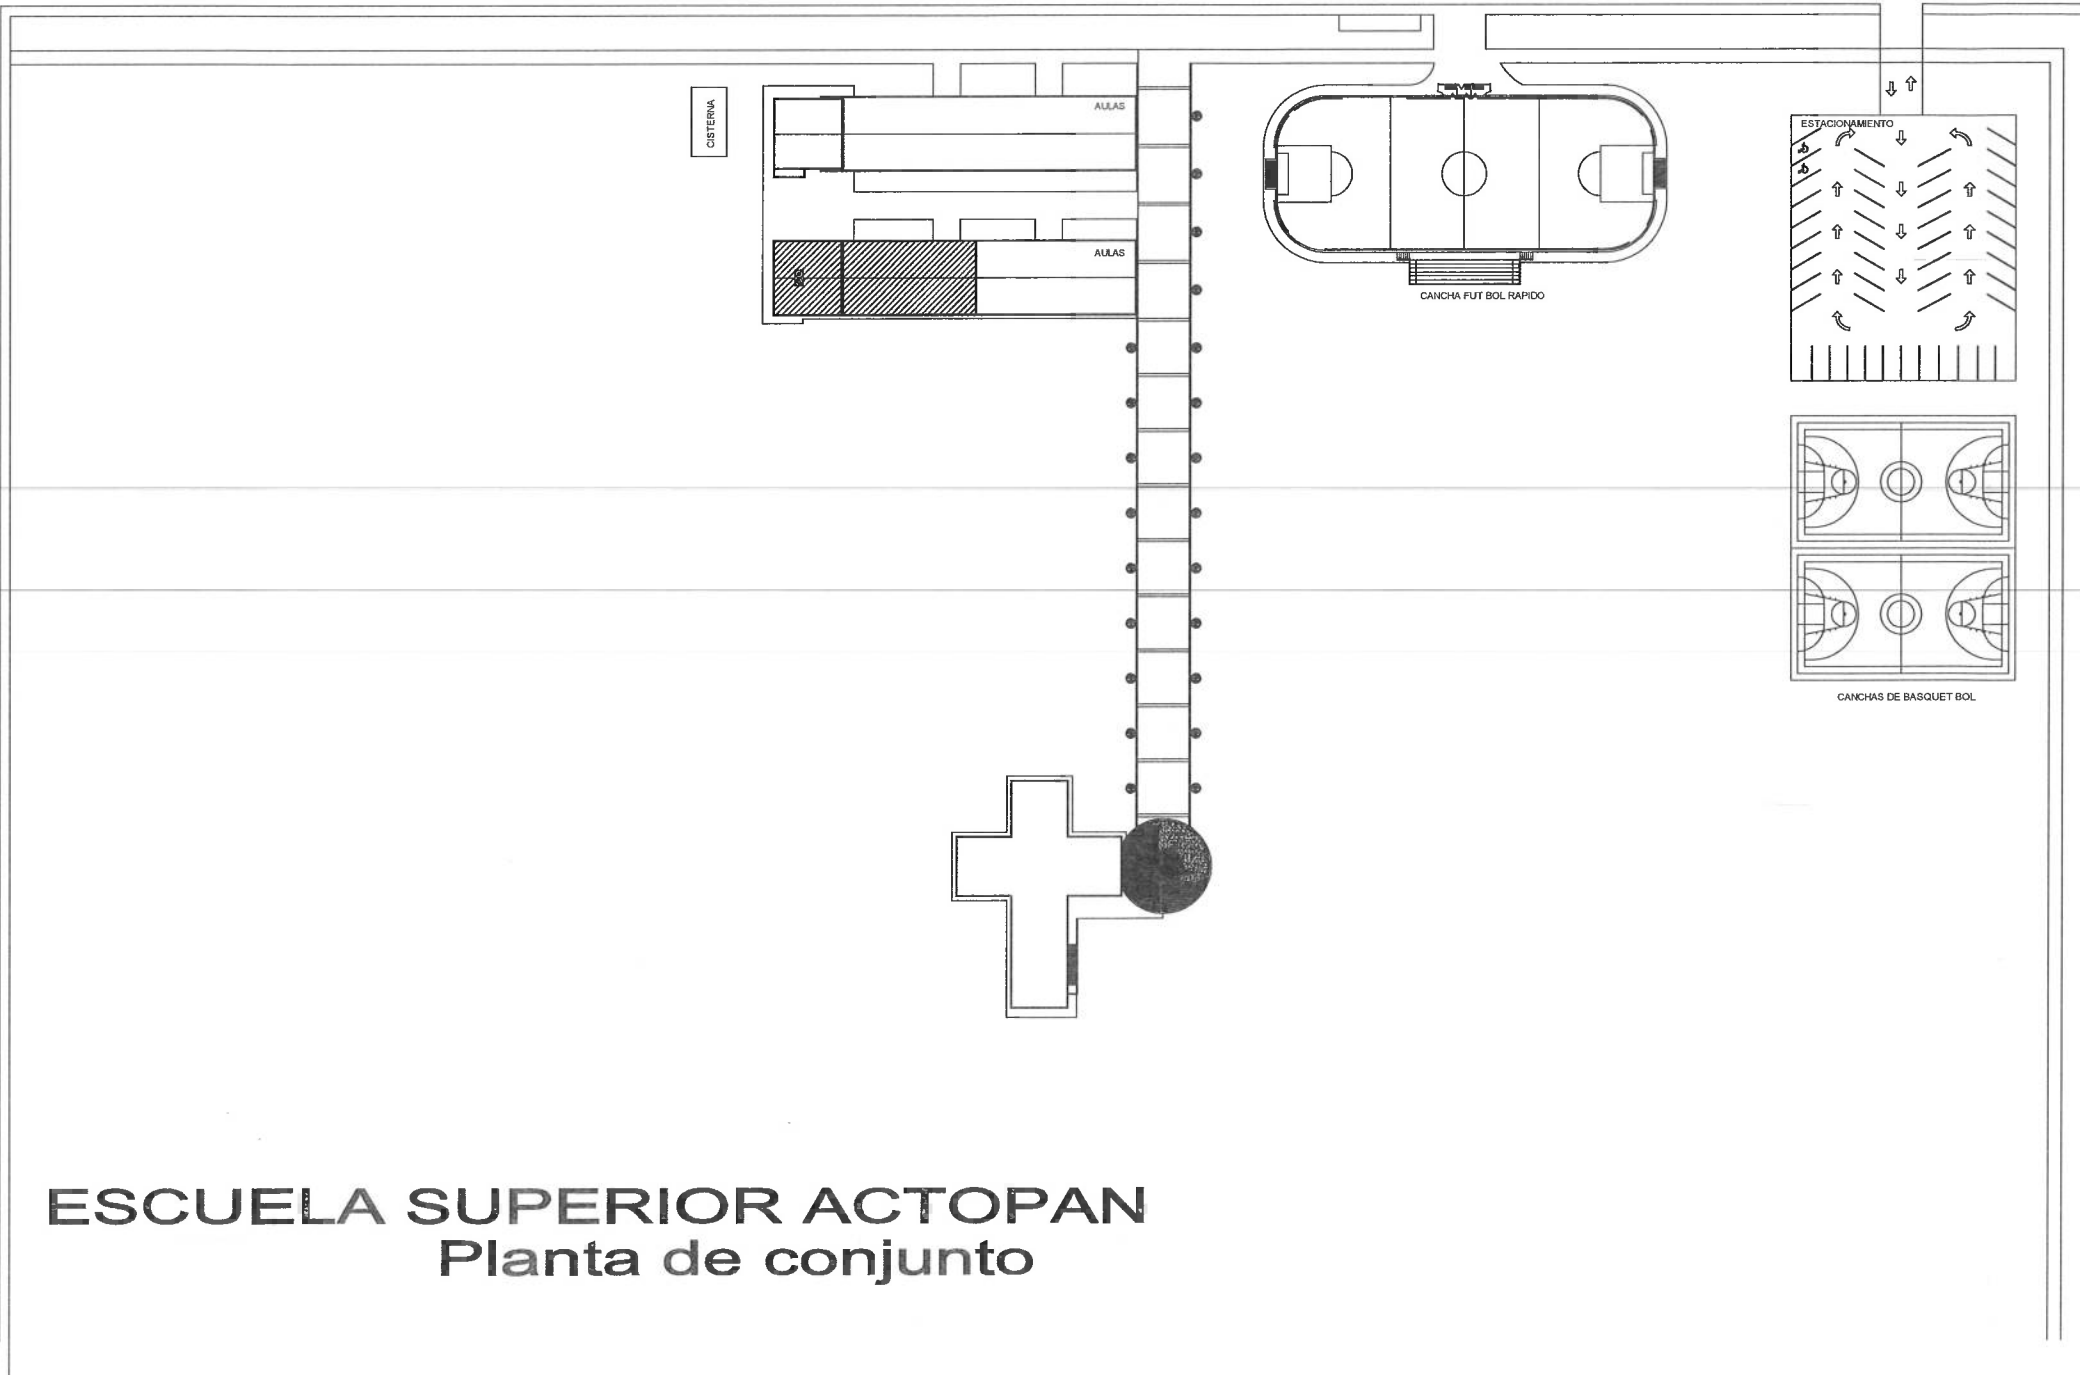 CISTERNA
AULAS
AULAS
CANCHA FUT BOL RAPIDO
ESTACIONAMIENTO
CANCHAS DE BASQUET BOL
ESCUELA SUPERIOR ACTOPAN
Planta de conjunto